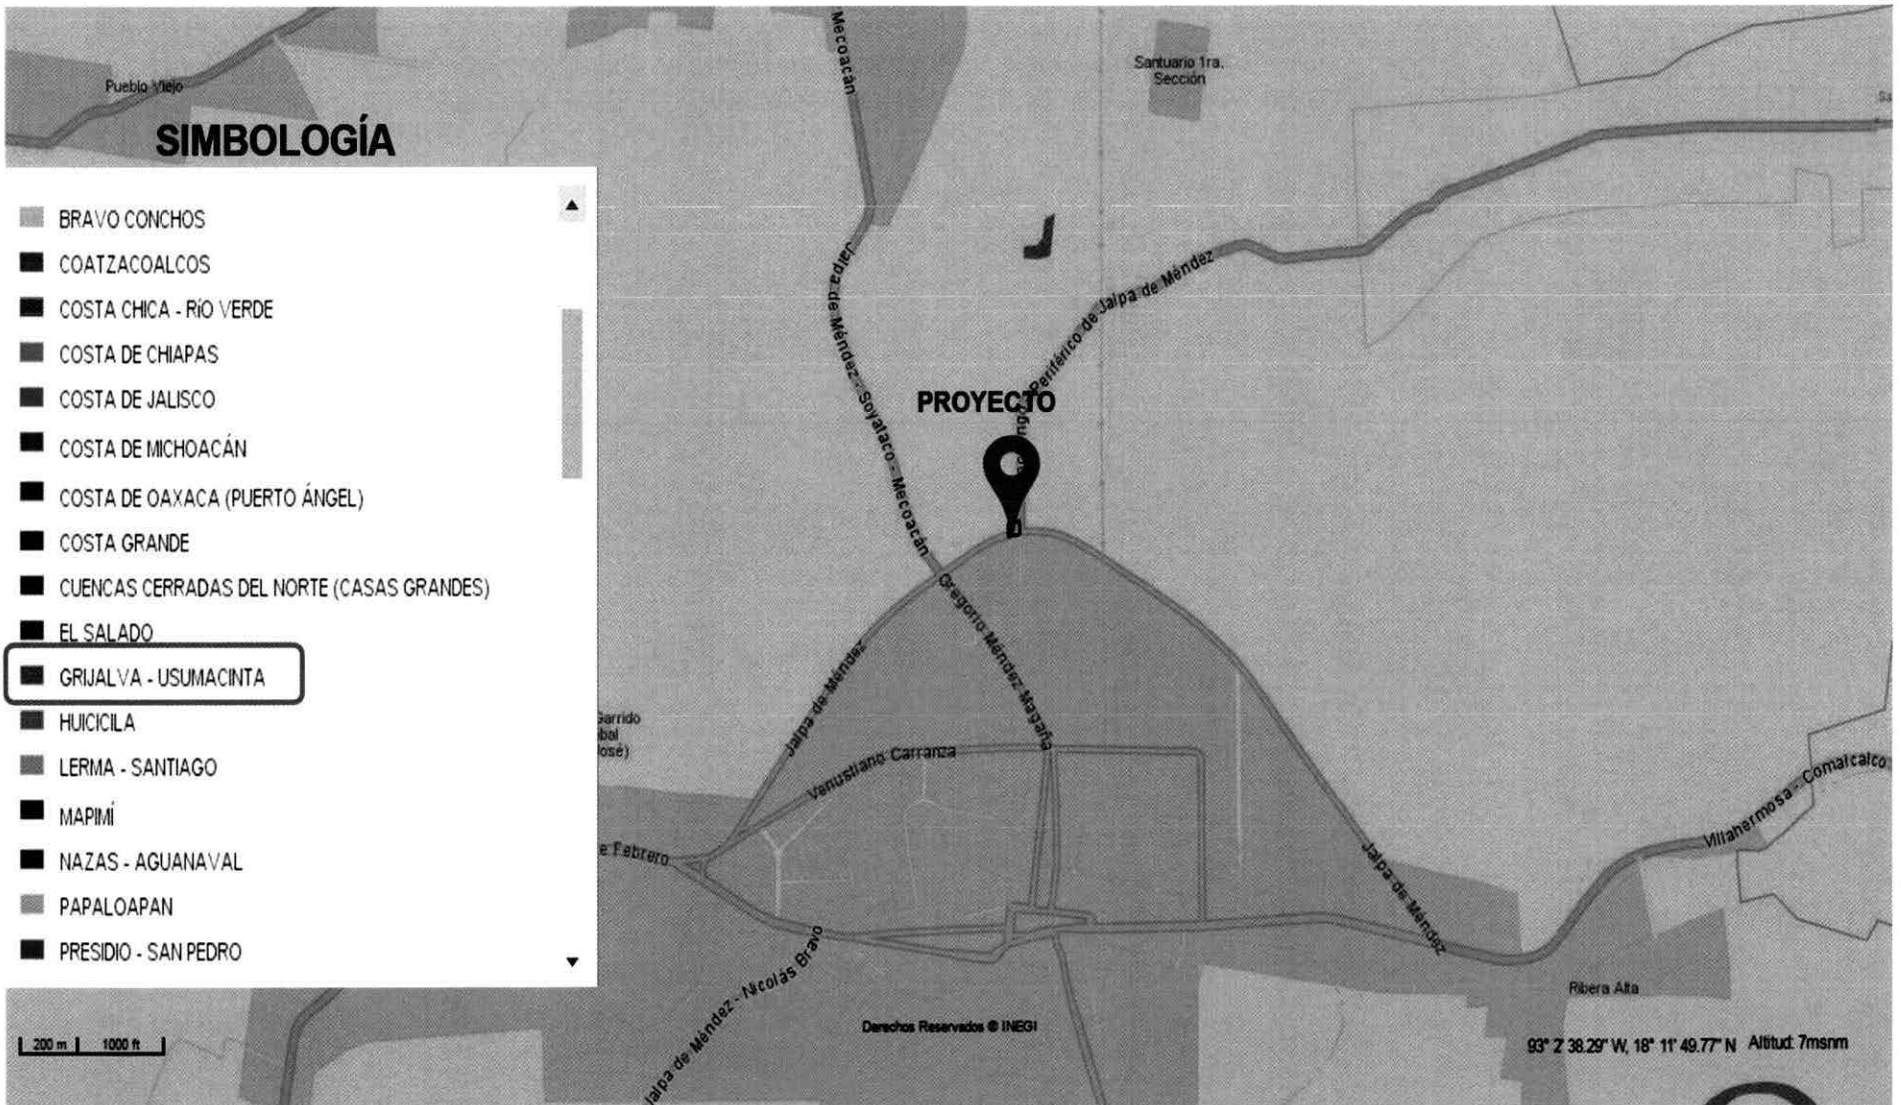 Pueblo Viejo
SIMBOLOGÍA
BRAVO CONCHOS
COATZACOALCOS
COSTA CHICA - RÍO VERDE
COSTA DE CHIAPAS
COSTA DE JALISCO
COSTA DE MICHOACÁN
COSTA DE OAXACA (PUERTO ÁNGEL)
COSTA GRANDE
CUENCAS CERRADAS DEL NORTE (CASAS GRANDES)
EL SALADO
GRIJALVA - USUMACINTA
HUICICILA
LERMA - SANTIAGO
MAPIMÍ
NAZAS - AGUANAVAL
PAPALOAPAN
PRESIDIO - SAN PEDRO
Mecoacán
Santuario 1ra.
Sección
Jalpa de Méndez - Soyataco - Mecoacán
Periférico de Jalpa de Méndez
PROYECTO
Gregorio Méndez Magaña
Jalpa de Méndez
Garrido
José)
Venustiano Carranza
e Febrero
Jalpa de Méndez
Villahermosa - Comalcalco
Jalpa de Méndez - Nicolás Bravo
Ribera Alta
Derechos Reservados © INEGI
200 m 1000 ft
93° 2' 38.29" W, 18° 11' 49.77" N Altitud: 7msnm